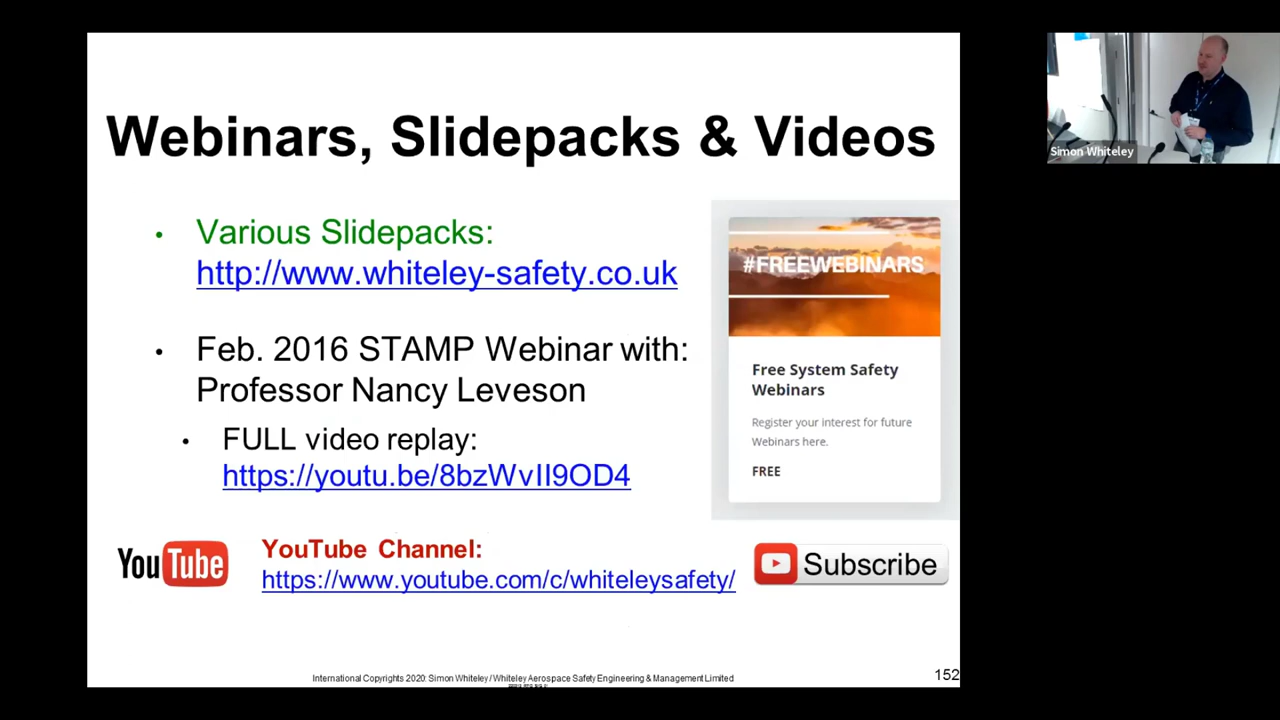 Webinars, Slidepacks & Videos
• Various Slidepacks:
http://www.whiteley-safety.co.uk
• Feb. 2016 STAMP Webinar with:
Professor Nancy Leveson
• FULL video replay:
https://youtu.be/8bzWvII9OD4
#FREEWEBINARS
Free System Safety
Webinars
Register your interest for future
Webinars here.
FREE
YouTube
YouTube Channel:
https://www.youtube.com/c/whiteleysafety/
Subscribe
International Copyrights 2020: Simon Whiteley / Whiteley Aerospace Safety Engineering & Management Limited
152
Simon Whiteley